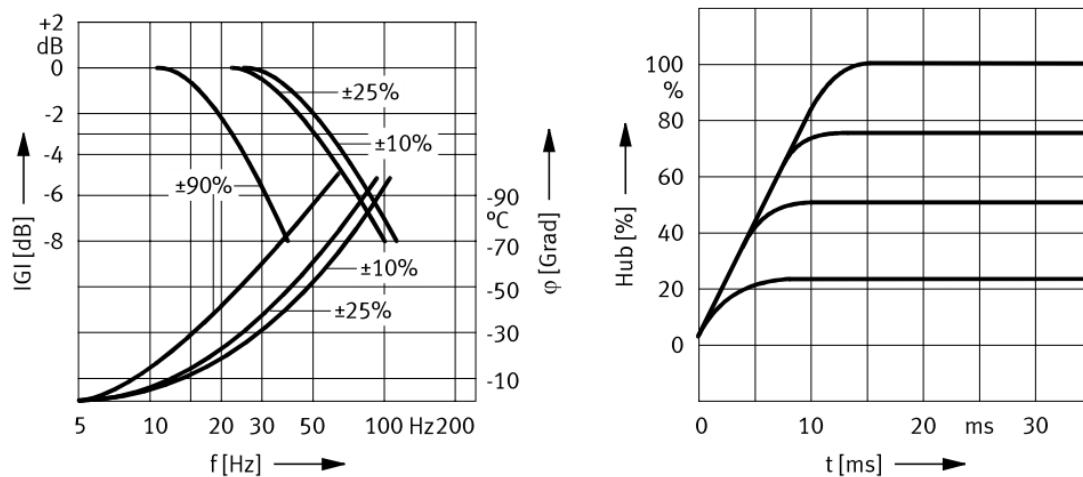 +2
dB
0
-2
-4
-6
-8
IGI [dB]
±25%
±10%
±90%
±10%
±25%
-90
ºC
-70
-50
-30
-10
φ [Grad]
5 10 20 30 50 100 Hz 200
f [Hz]
100
%
80
60
40
20
0
Hub [%]
0 10 20 ms 30
t [ms]